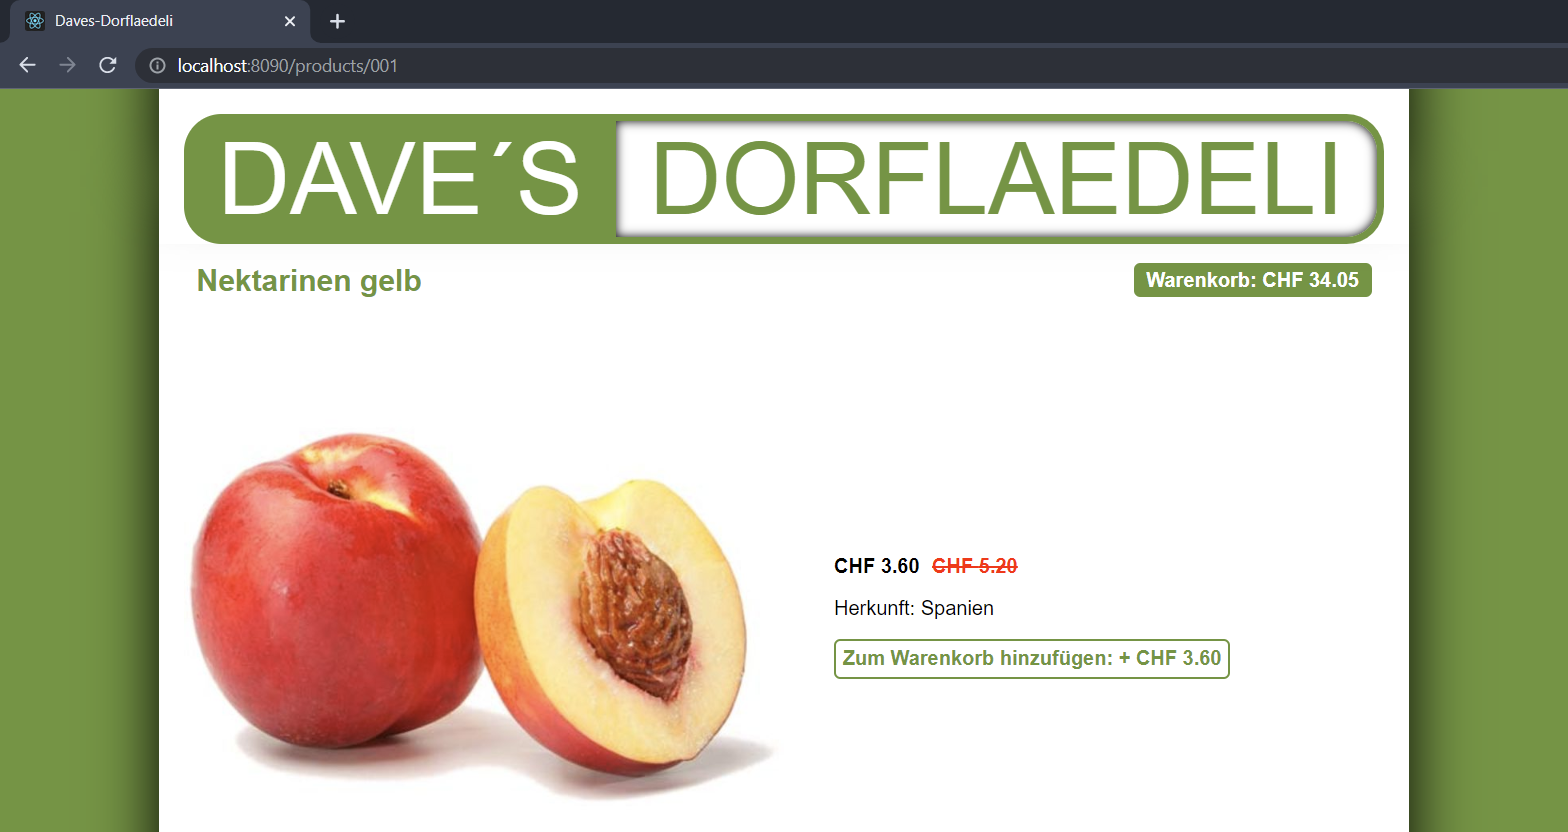 Daves-Dorflaedeli
localhost:8090/products/001
DAVE´S DORFLAEDELI
Nektarinen gelb
Warenkorb: CHF 34.05
CHF 3.60 CHF 5.20
Herkunft: Spanien
Zum Warenkorb hinzufügen: + CHF 3.60